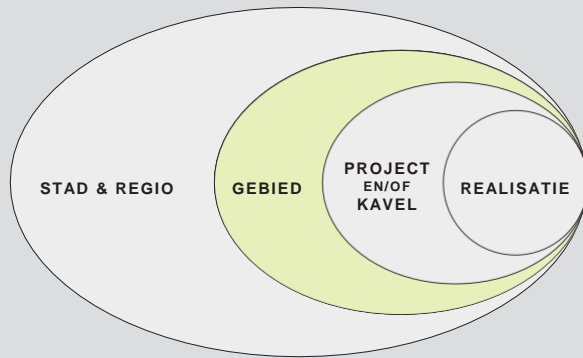 STAD & REGIO
GEBIED
PROJECT
EN/OF
KAVEL
REALISATIE